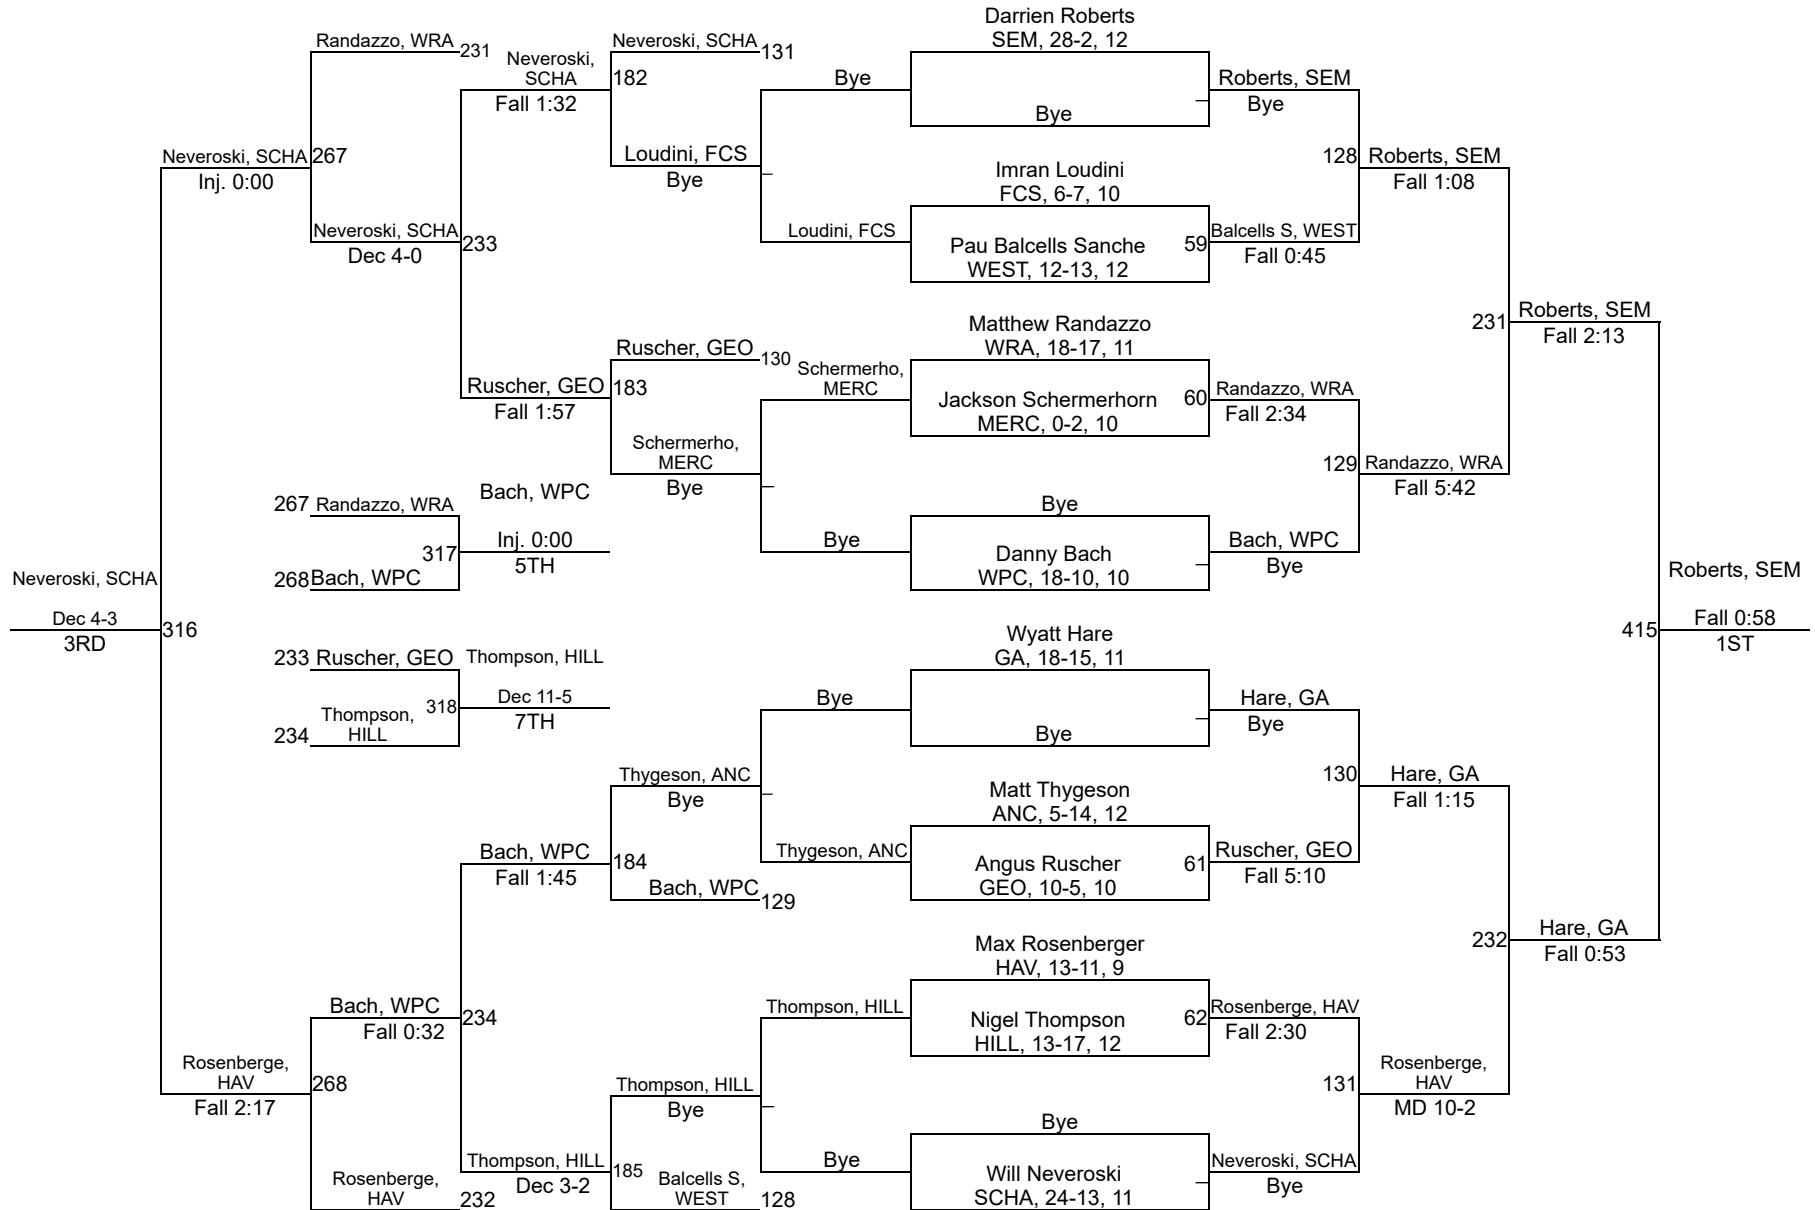 Darrien Roberts
SEM, 28-2, 12
Randazzo, WRA
231
Neveroski,
SCHA
Fall 1:32
Neveroski, SCHA
131
182
Bye
Bye
Roberts, SEM
Bye
Neveroski, SCHA
267
Inj. 0:00
Loudini, FCS
Bye
Imran Loudini
FCS, 6-7, 10
128
Roberts, SEM
Fall 1:08
Neveroski, SCHA
233
Dec 4-0
Loudini, FCS
Pau Balcells Sanche
WEST, 12-13, 12
59
Balcells S, WEST
Fall 0:45
Matthew Randazzo
WRA, 18-17, 11
231
Roberts, SEM
Fall 2:13
Ruscher, GEO
130
Schermerho,
MERC
Ruscher, GEO
183
Fall 1:57
Jackson Schermerhorn
MERC, 0-2, 10
60
Randazzo, WRA
Fall 2:34
Schermerho,
MERC
Bye
129
Randazzo, WRA
Fall 5:42
Bach, WPC
267
Randazzo, WRA
Bye
317
Inj. 0:00
5TH
268
Bach, WPC
Bye
Danny Bach
WPC, 18-10, 10
Bach, WPC
Bye
Neveroski, SCHA
Dec 4-3
3RD
316
Roberts, SEM
415
Fall 0:58
1ST
Wyatt Hare
GA, 18-15, 11
233
Ruscher, GEO
Thompson, HILL
318
Dec 11-5
7TH
234
Thompson,
HILL
Bye
Bye
Hare, GA
Bye
Thygeson, ANC
Bye
Matt Thygeson
ANC, 5-14, 12
130
Hare, GA
Fall 1:15
Bach, WPC
184
Fall 1:45
Thygeson, ANC
Angus Ruscher
GEO, 10-5, 10
61
Ruscher, GEO
Fall 5:10
Bach, WPC
129
Max Rosenberger
HAV, 13-11, 9
232
Hare, GA
Fall 0:53
Bach, WPC
234
Fall 0:32
Thompson, HILL
Nigel Thompson
HILL, 13-17, 12
62
Rosenberge, HAV
Fall 2:30
Rosenberge,
HAV
268
Fall 2:17
Thompson, HILL
Bye
131
Rosenberge,
HAV
MD 10-2
Bye
Thompson, HILL
185
Dec 3-2
Rosenberge,
HAV
232
Balcells S,
WEST
128
Bye
Will Neveroski
SCHA, 24-13, 11
Neveroski, SCHA
Bye